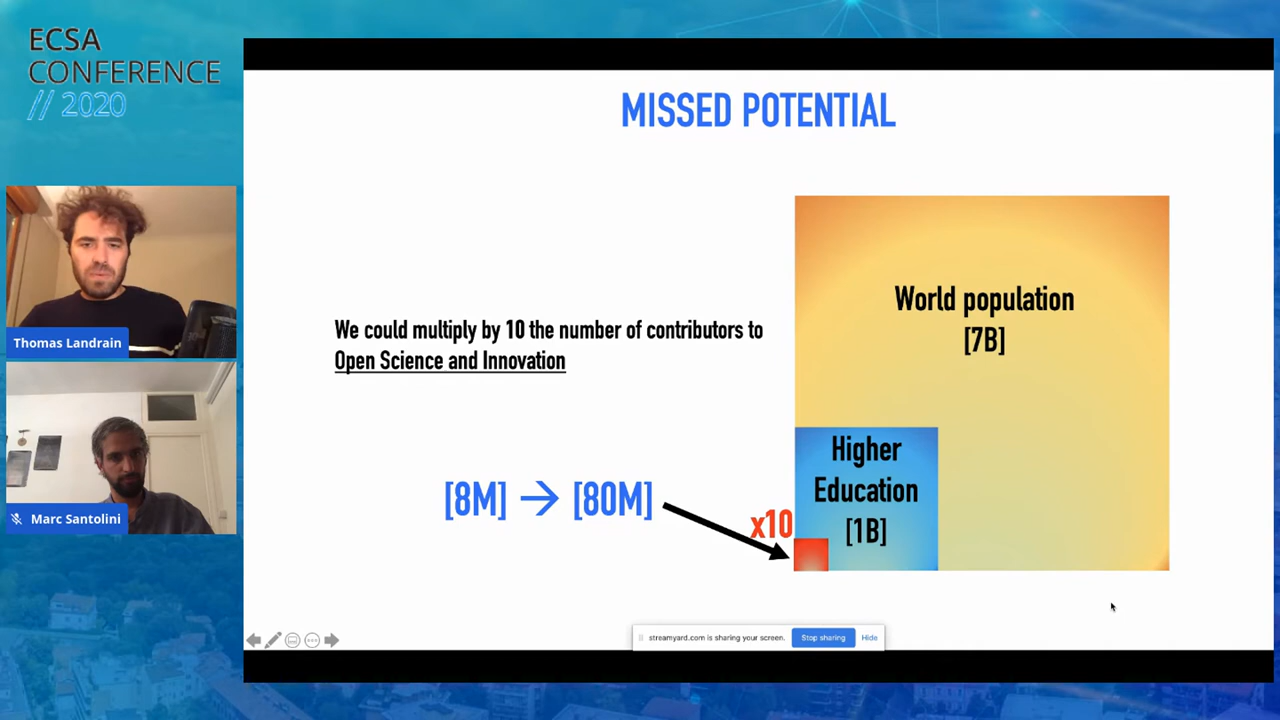 ECSA
CONFERENCE
// 2020
Thomas Landrain
Marc Santolini
MISSED POTENTIAL
We could multiply by 10 the number of contributors to
Open Science and Innovation
[8M] → [80M]
x10
World population
[7B]
Higher
Education
[1B]
streamyard.com is sharing your screen.
Stop sharing
Hide